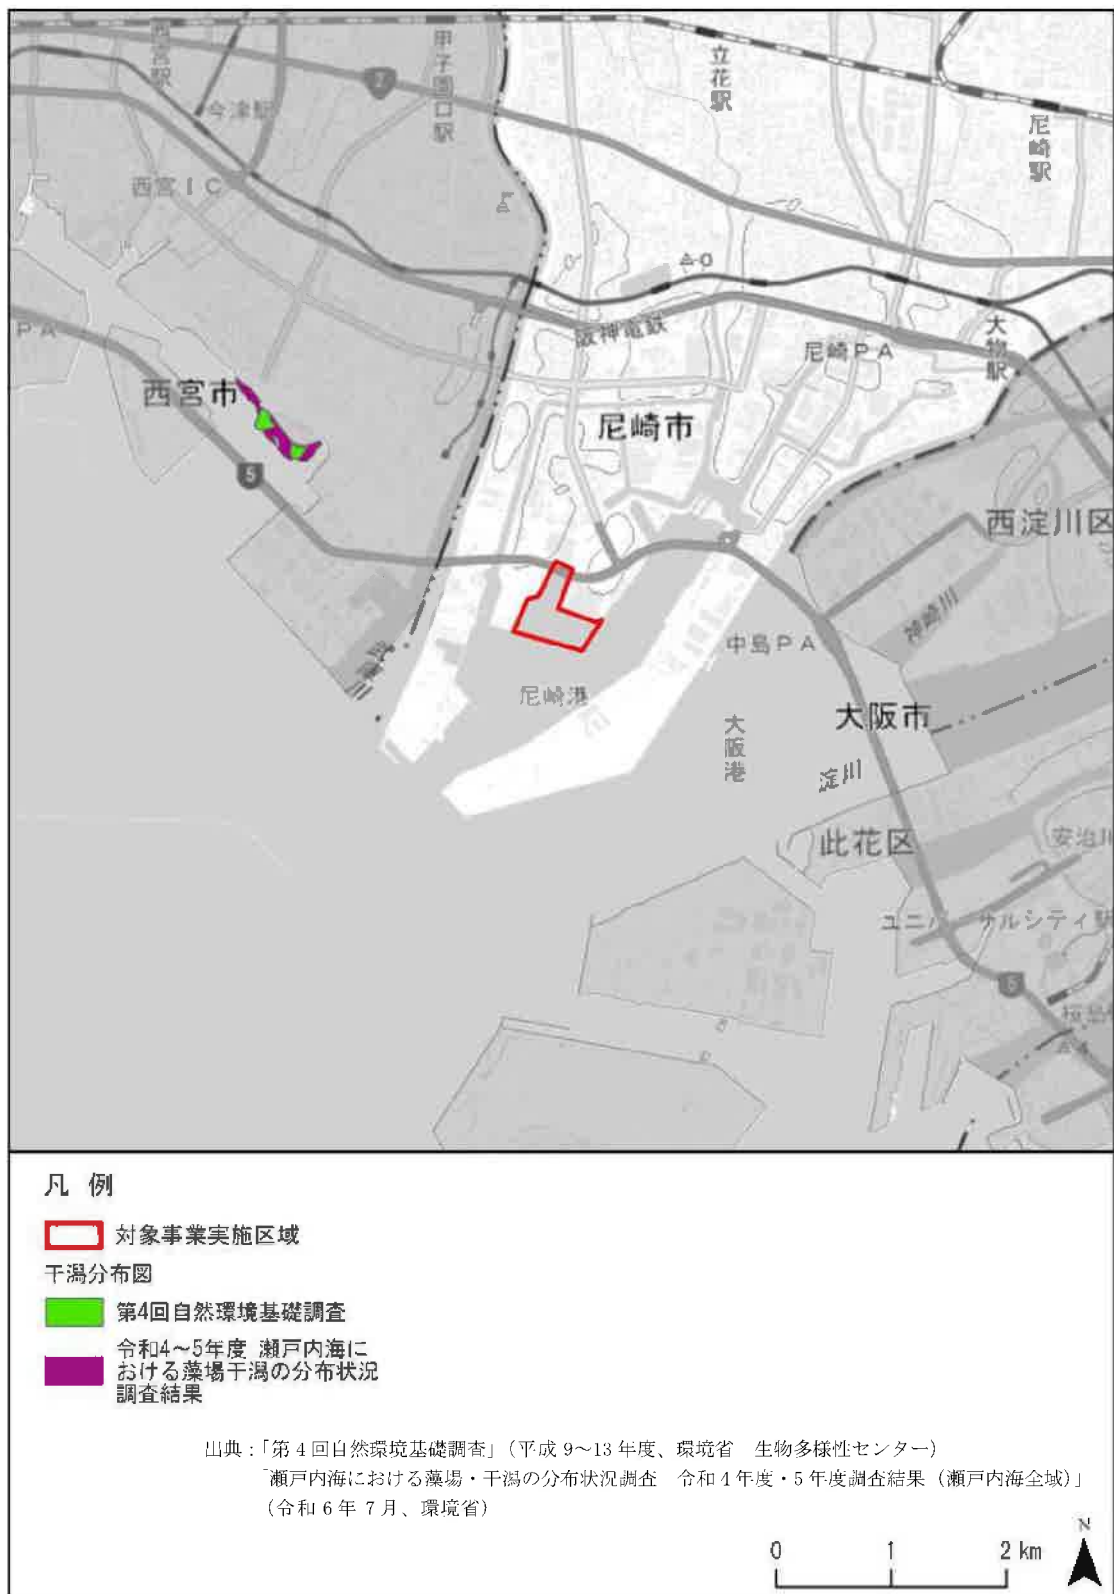 西宮駅
甲子園口駅
立花駅
尼崎駅
2
今津駅
西宮IC
阪神電鉄
尼崎PA
大物駅
PA
西宮市
尼崎市
5
西淀川区
神崎川
武庫川
中島PA
尼崎港
大阪港
大阪市
淀川
此花区
安治川
ユニバーサルシティ駅
5
桜島
凡 例
対象事業実施区域
干潟分布図
第4回自然環境基礎調査
令和4～5年度 瀬戸内海に
おける藻場干潟の分布状況
調査結果
出典：「第4回自然環境基礎調査」（平成9～13年度、環境省 生物多様性センター）
「瀬戸内海における藻場・干潟の分布状況調査 令和4年度・5年度調査結果（瀬戸内海全域）」
（令和6年7月、環境省）
0 1 2 km
N